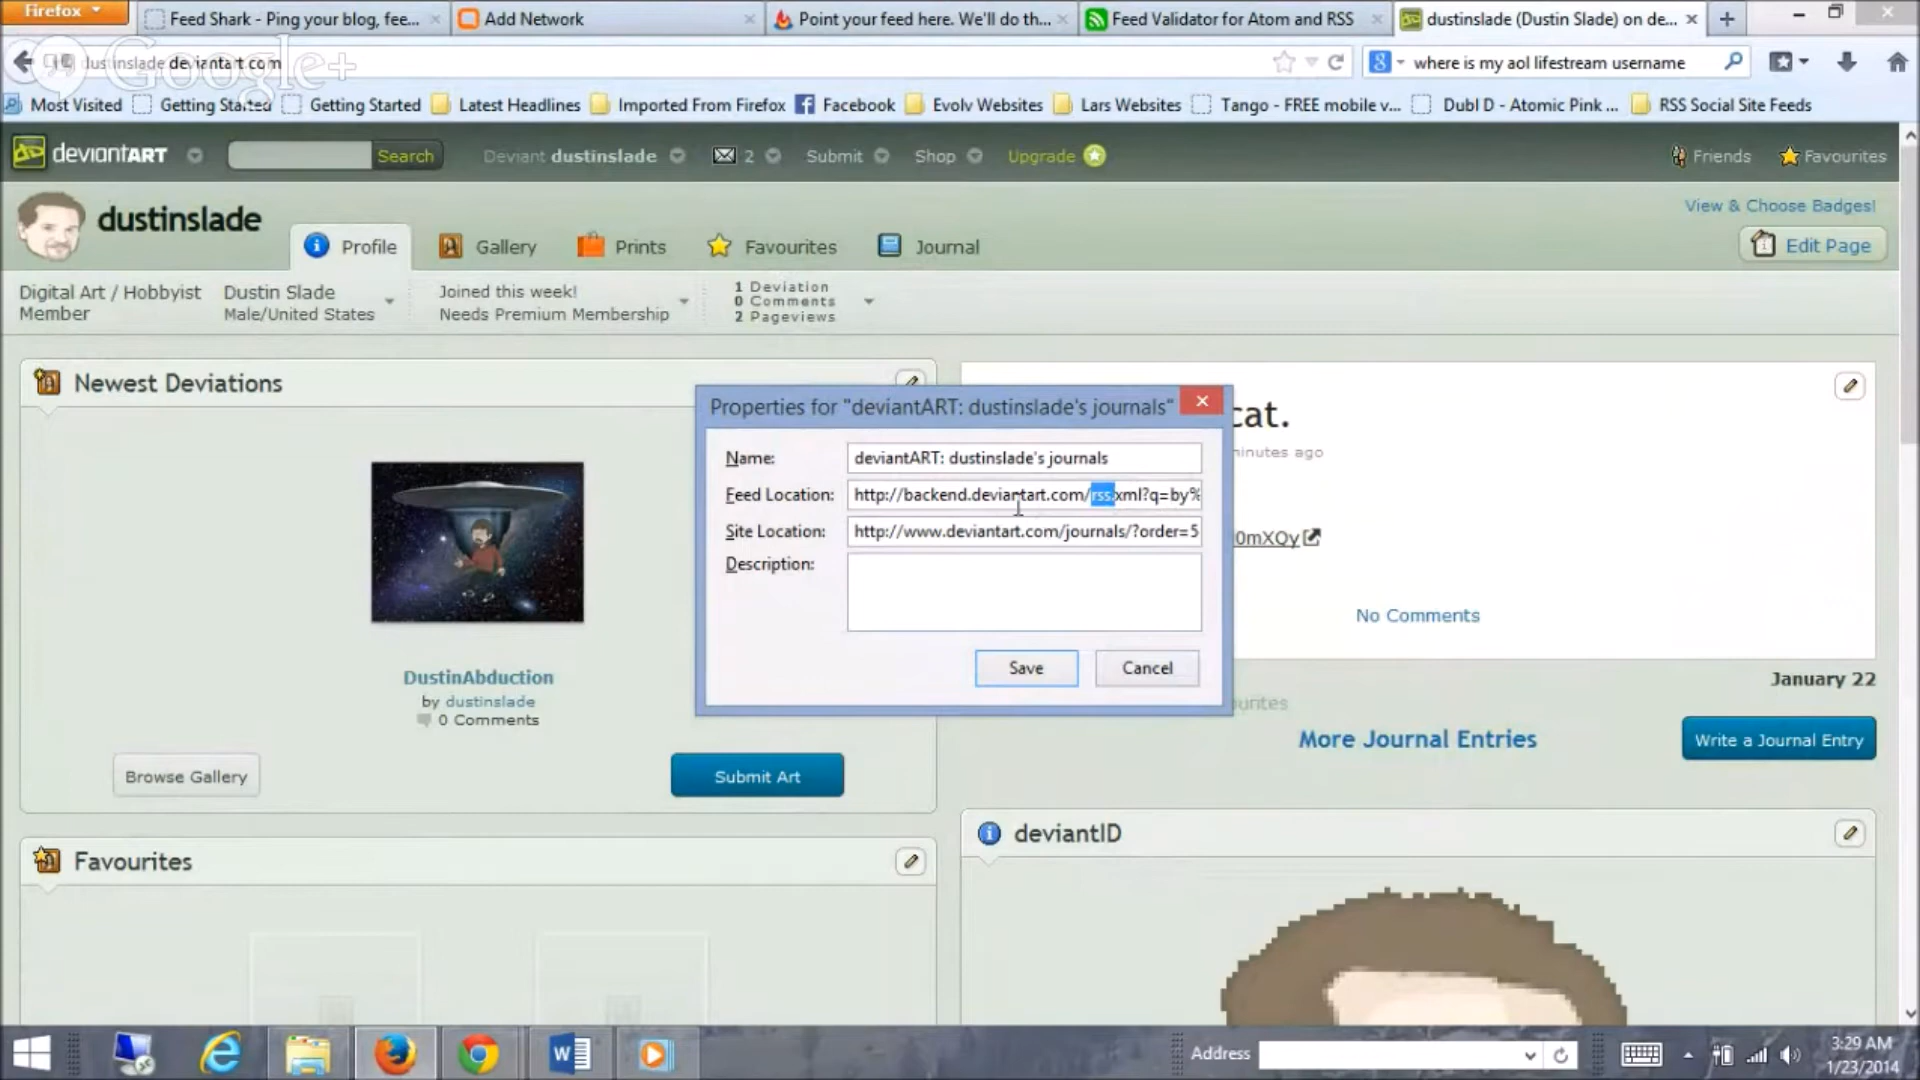 Firefox
Feed Shark - Ping your blog, fee...
Add Network
Point your feed here. We'll do th...
Feed Validator for Atom and RSS
dustinslade (Dustin Slade) on de...
Google+
dustinslade.deviantart.com
where is my aol lifestream username
Most Visited
Getting Started
Getting Started
Latest Headlines
Imported From Firefox
Facebook
Evolv Websites
Lars Websites
Tango - FREE mobile v...
Dubl D - Atomic Pink ...
RSS Social Site Feeds
deviantART
Search
Deviant dustinslade
2
Submit
Shop
Upgrade
Friends
Favourites
dustinslade
Profile
Gallery
Prints
Favourites
Journal
View & Choose Badges!
Edit Page
Digital Art / Hobbyist
Member
Dustin Slade
Male/United States
Joined this week!
Needs Premium Membership
1 Deviation
0 Comments
2 Pageviews
Newest Deviations
DustinAbduction
by dustinslade
0 Comments
Browse Gallery
Submit Art
Favourites
Properties for "deviantART: dustinslade's journals"
Name:
deviantART: dustinslade's journals
Feed Location:
http://backend.deviantart.com/rss.xml?q=by%
Site Location:
http://www.deviantart.com/journals/?order=5
Description:
Save
Cancel
cat.
minutes ago
0mXQy
No Comments
January 22
More Journal Entries
Write a Journal Entry
deviantID
Address
3:29 AM
1/23/2014